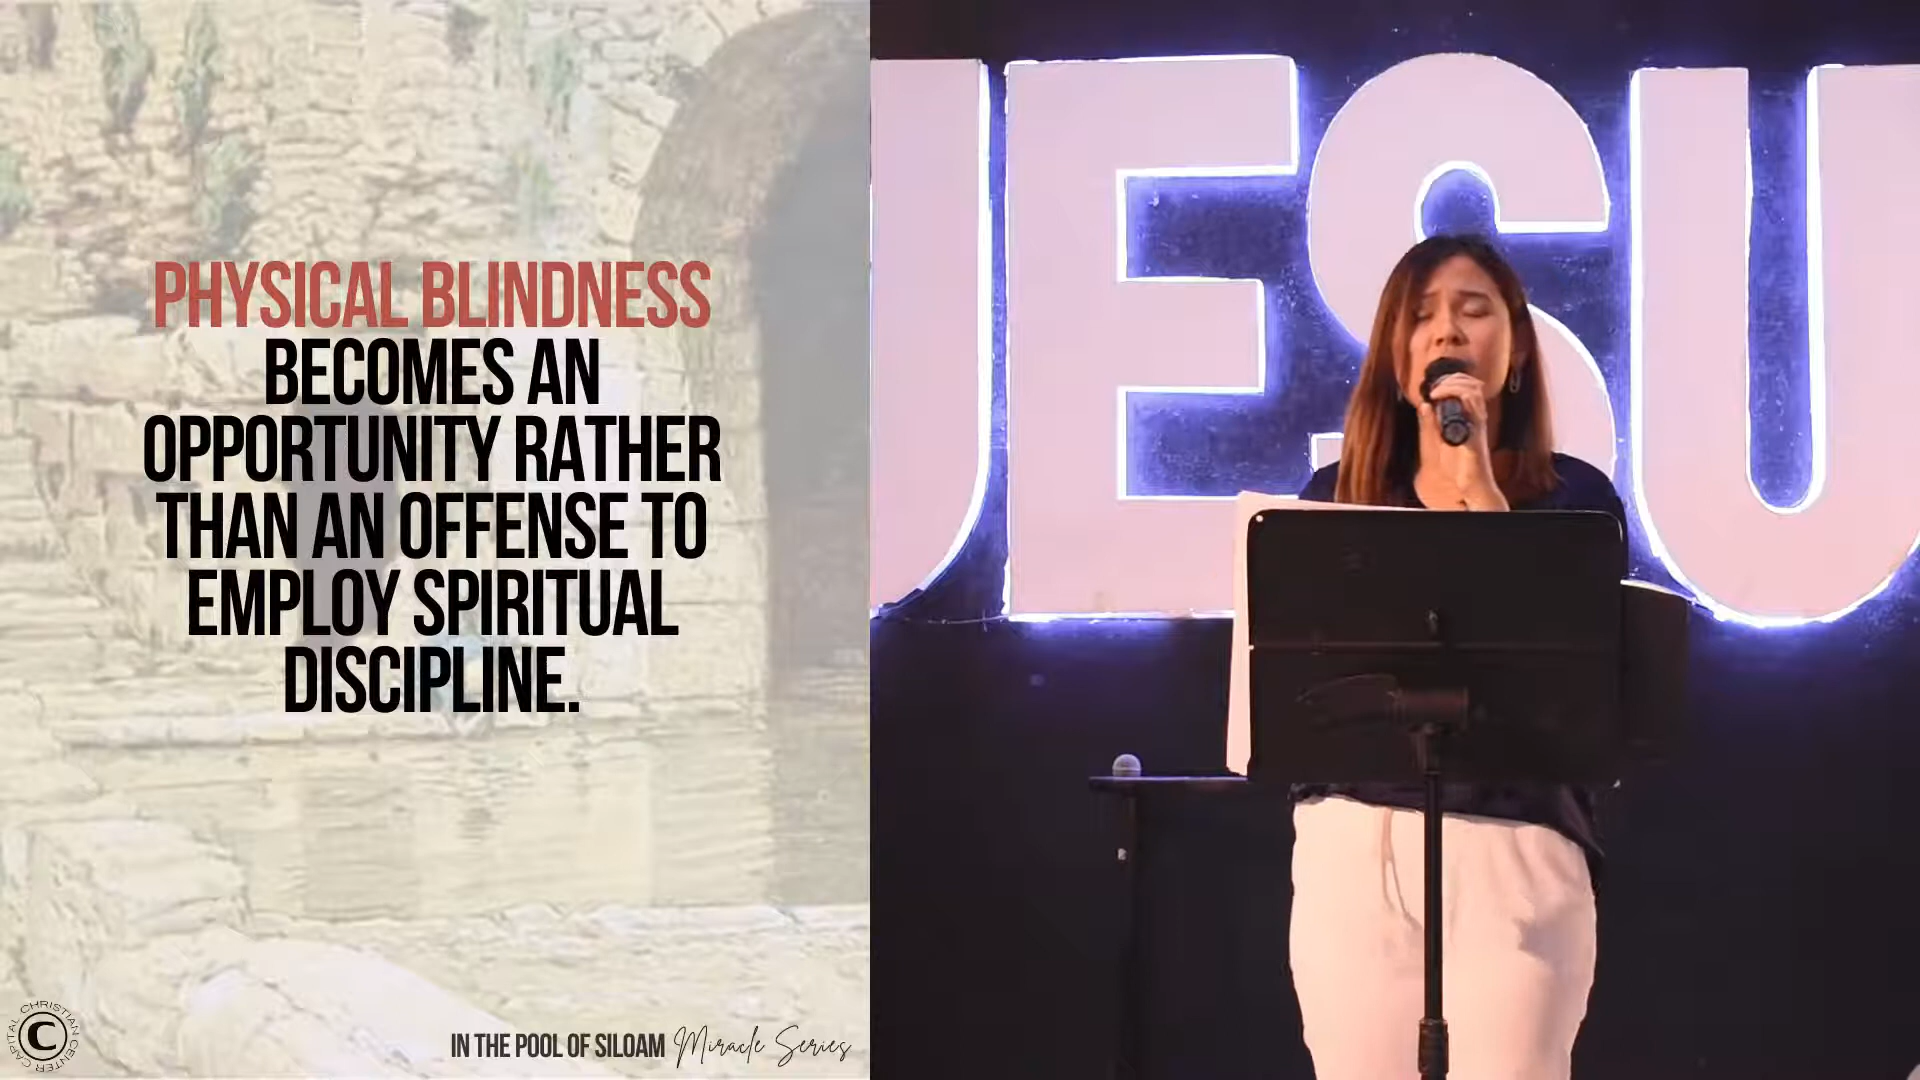 PHYSICAL BLINDNESS
BECOMES AN
OPPORTUNITY RATHER
THAN AN OFFENSE TO
EMPLOY SPIRITUAL
DISCIPLINE.
JESU
CAPITAL CHRISTIAN CENTER
C
IN THE POOL OF SILOAM Miracle Series